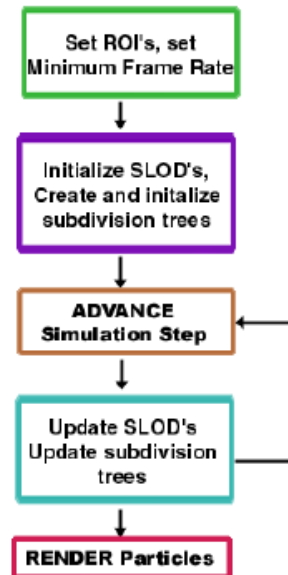 Set ROI's, set
Minimum Frame Rate
Initialize SLOD's,
Create and initalize
subdivision trees
ADVANCE
Simulation Step
Update SLOD's
Update subdivision
trees
RENDER Particles